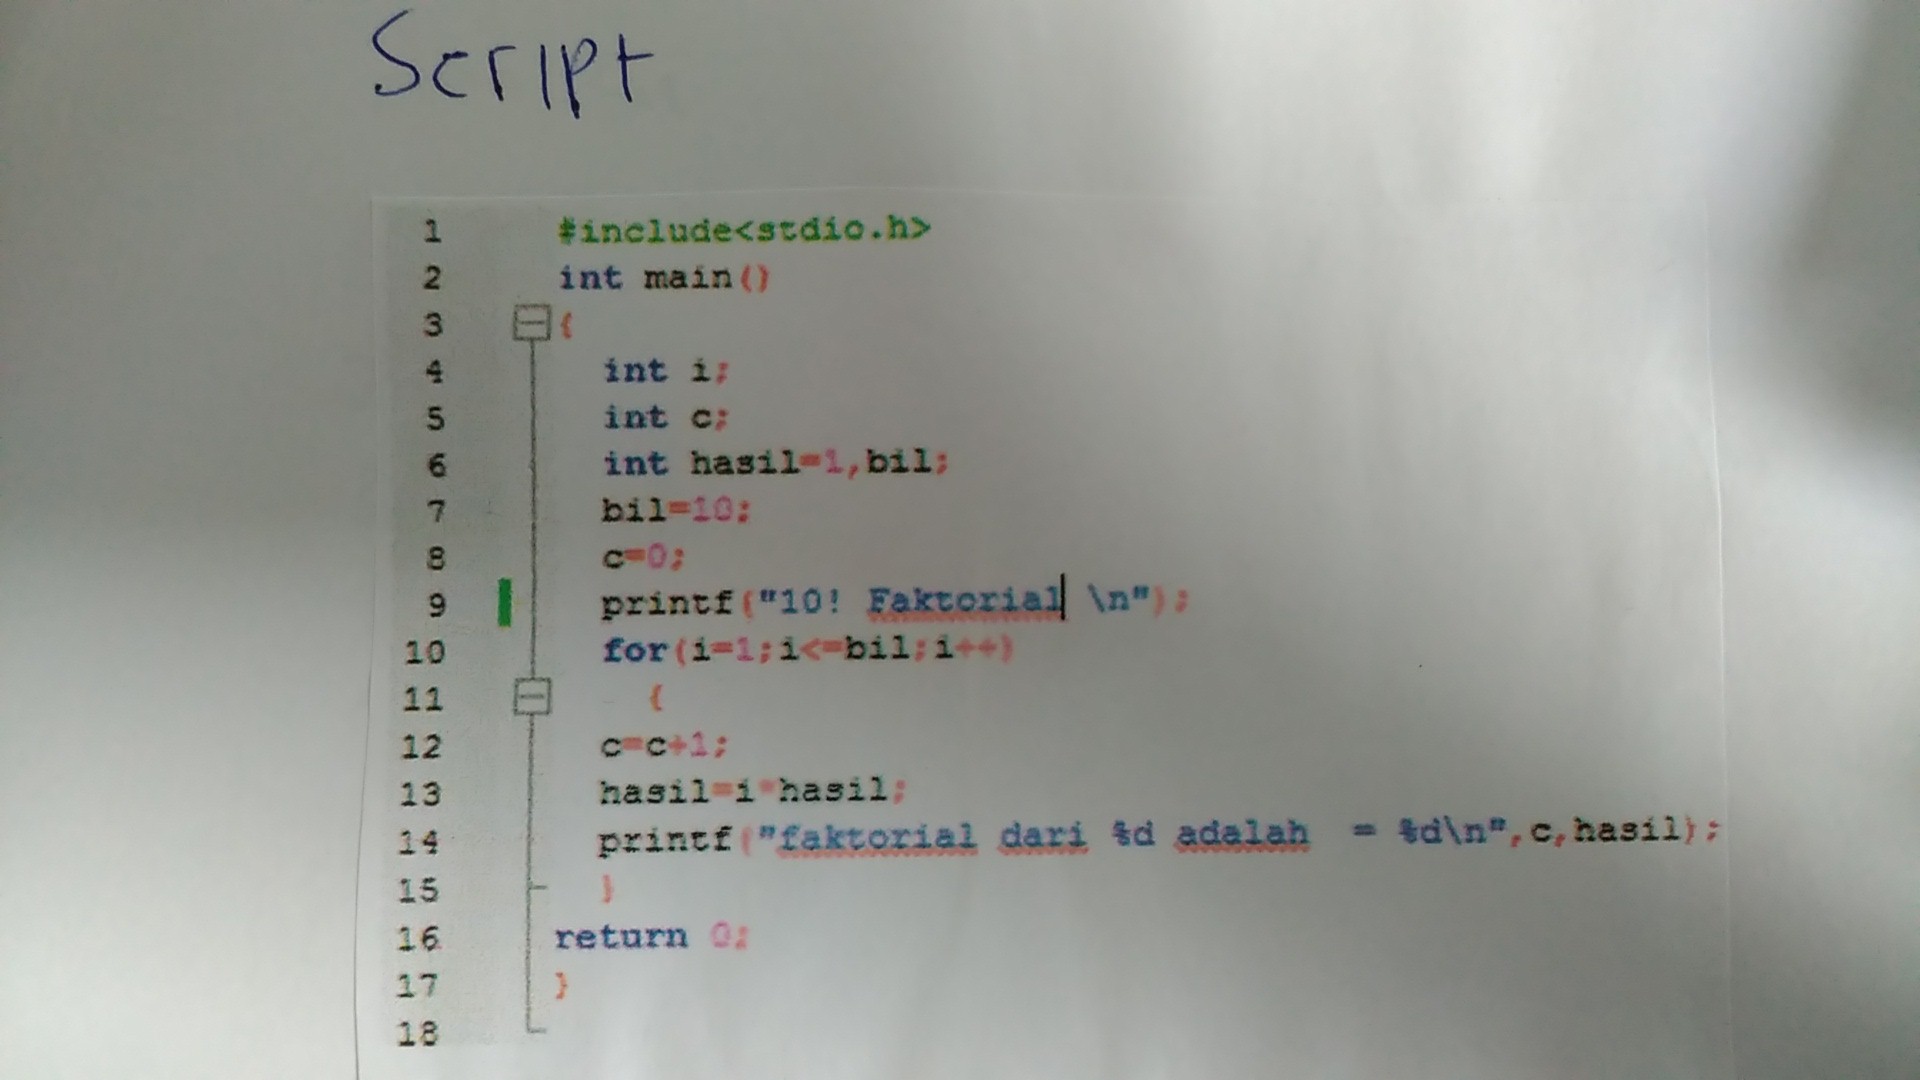 Script
1 #include<stdio.h>
2 int main()
3 {
4 int i;
5 int c;
6 int hasil=1,bil;
7 bil=10;
8 c=0;
9 printf("10! Faktorial \n");
10 for(i=1;i<=bil;i++)
11 {
12 c=c+1;
13 hasil=i*hasil;
14 printf("faktorial dari %d adalah  = %d\n",c,hasil);
15 }
16 return 0;
17 }
18